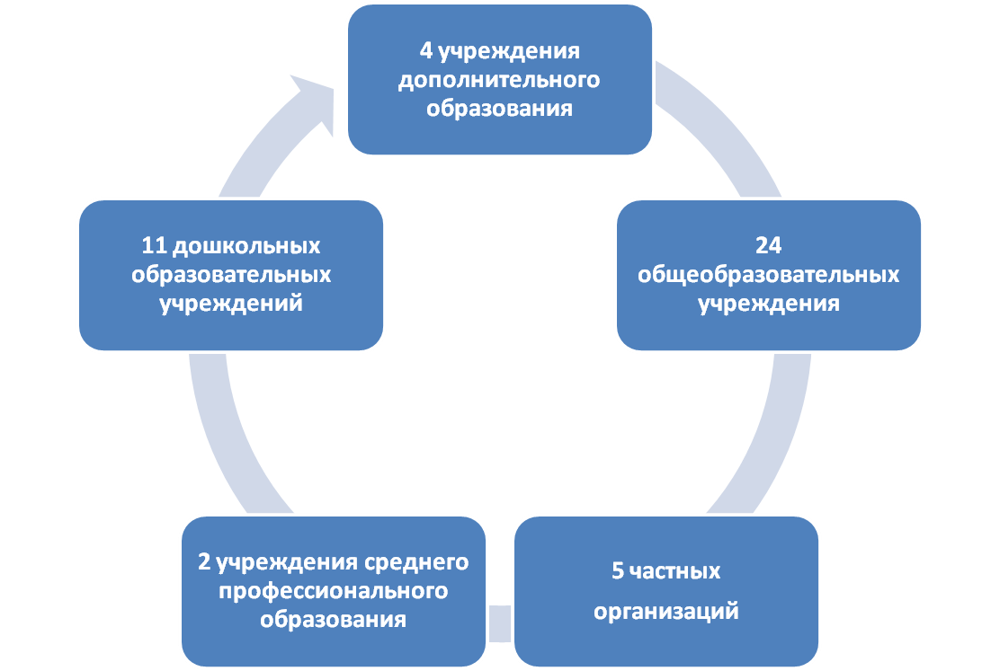 4 учреждения
дополнительного
образования
24
общеобразовательных
учреждения
5 частных
организаций
2 учреждения среднего
профессионального
образования
11 дошкольных
образовательных
учреждений